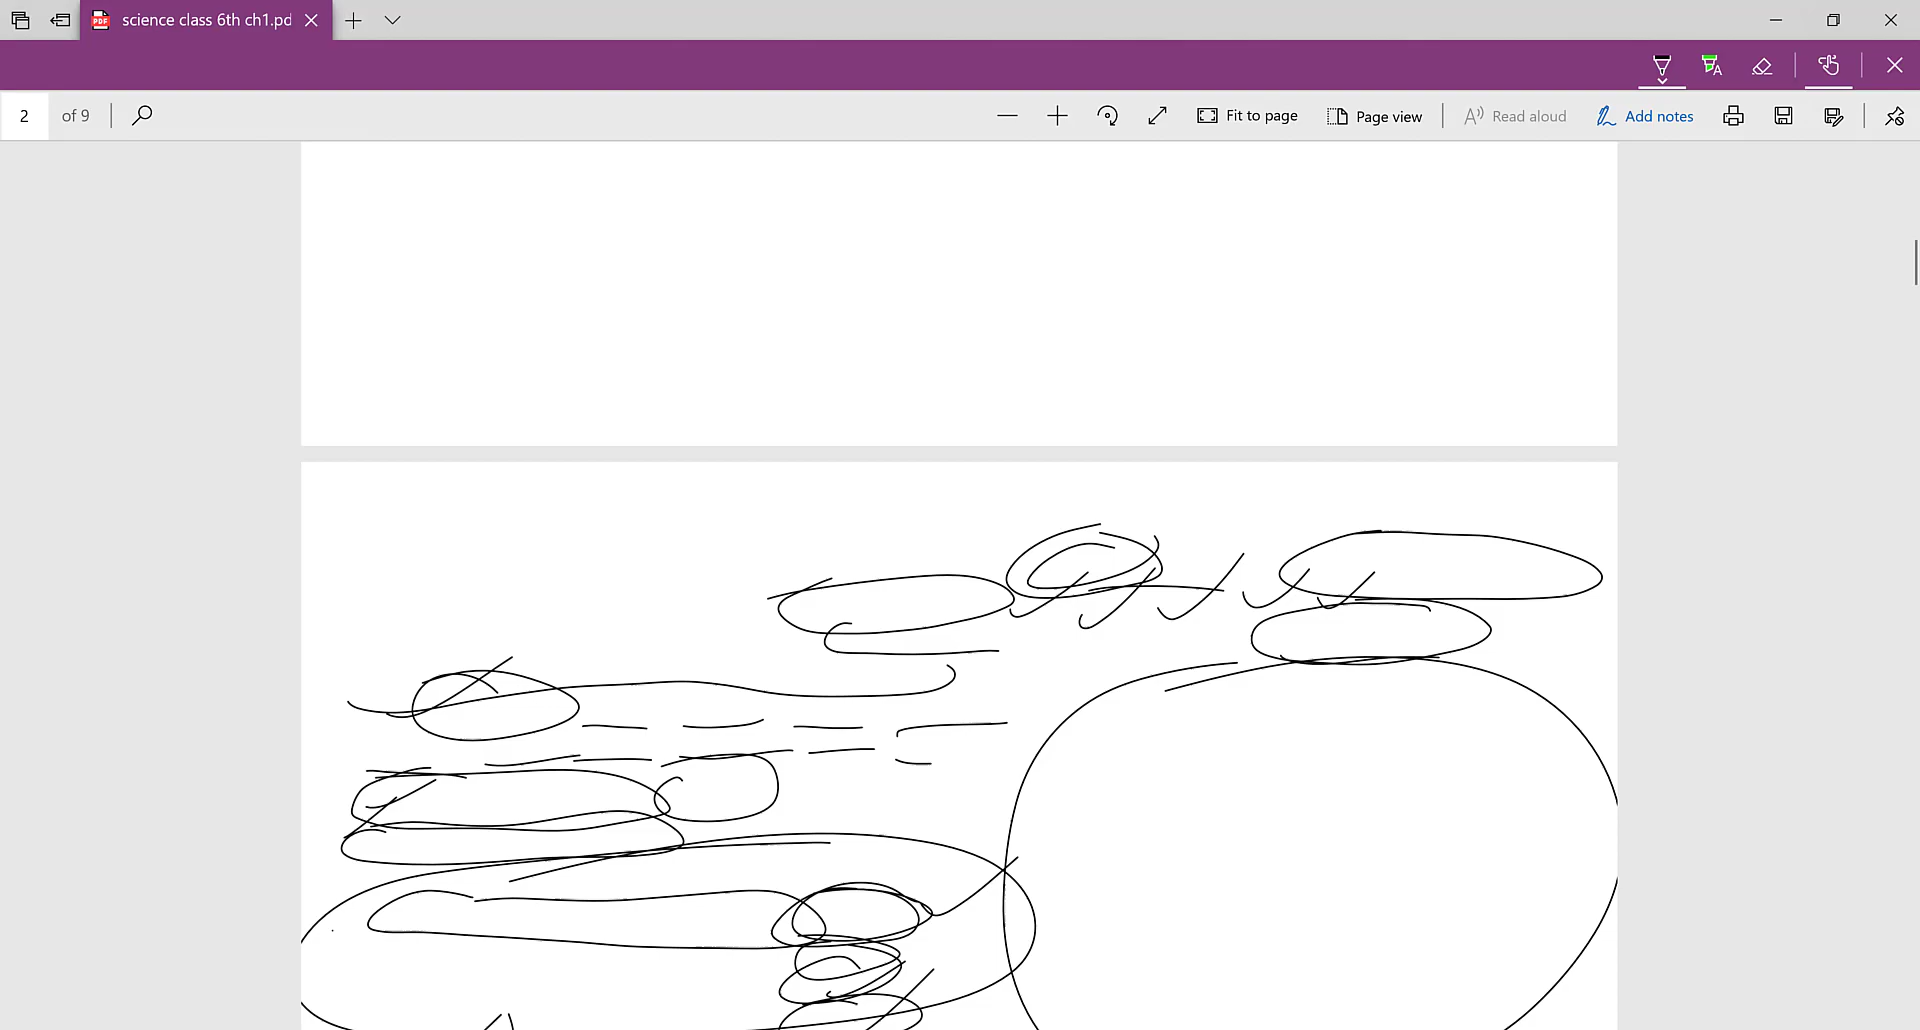 science class 6th ch1.pd
2 of 9
Fit to page
Page view
A Read aloud
Add notes